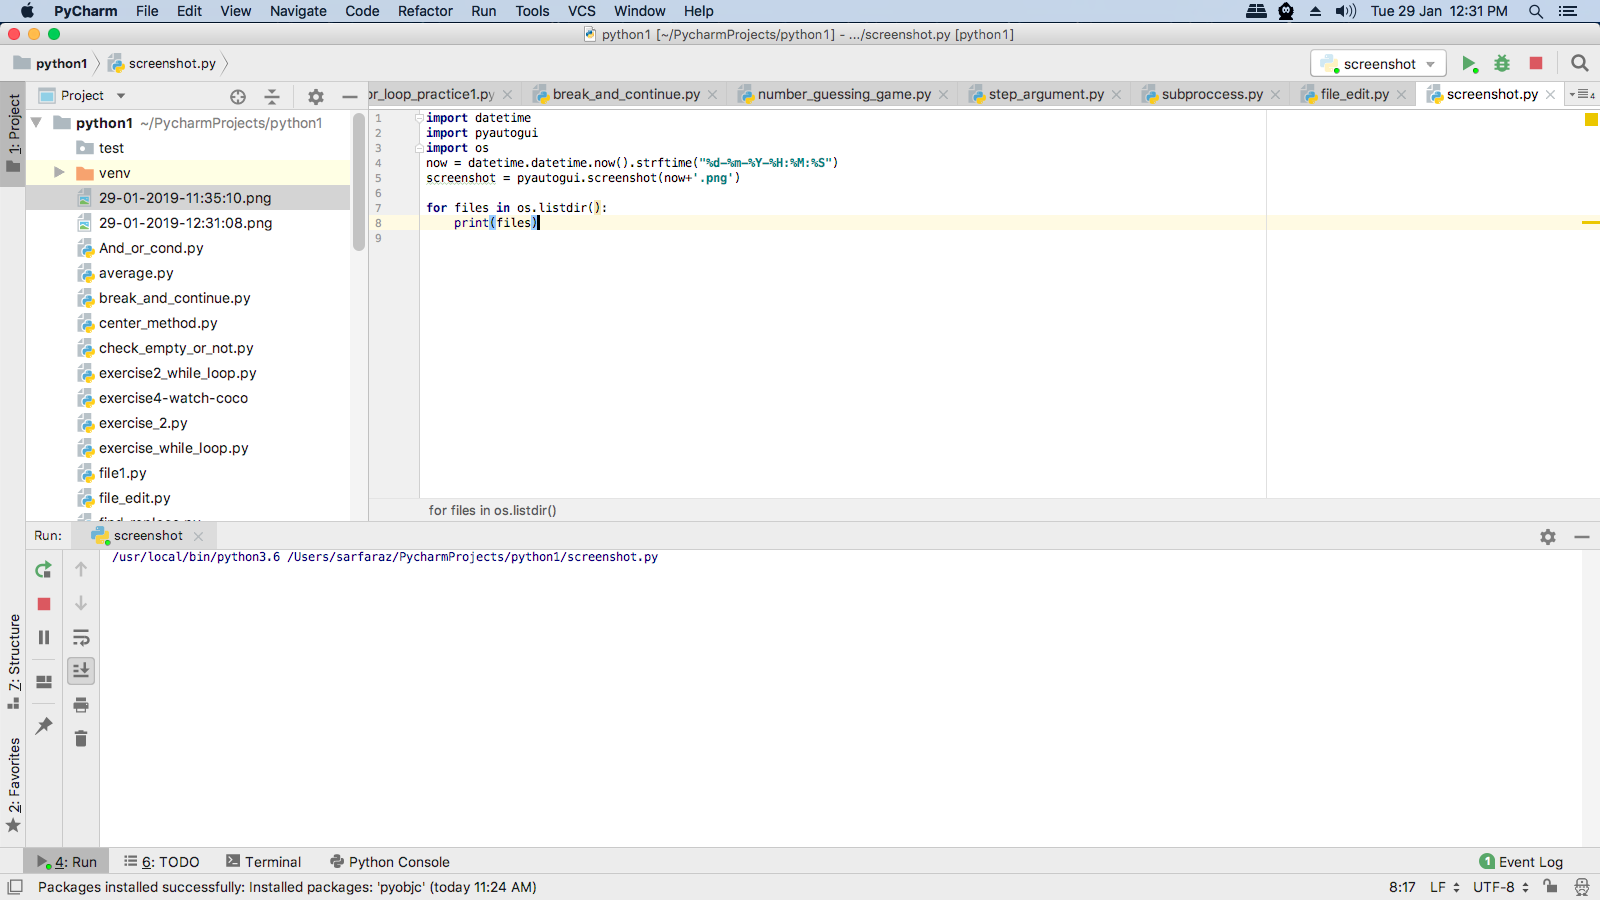 PyCharm File Edit View Navigate Code Refactor Run Tools VCS Window Help Tue 29 Jan 12:31 PM
python1 [~/PycharmProjects/python1] - .../screenshot.py [python1]
python1 screenshot.py screenshot
1: Project
Project
or_loop_practice1.py break_and_continue.py number_guessing_game.py step_argument.py subproccess.py file_edit.py screenshot.py 4
python1 ~/PycharmProjects/python1
test
venv
29-01-2019-11:35:10.png
29-01-2019-12:31:08.png
And_or_cond.py
average.py
break_and_continue.py
center_method.py
check_empty_or_not.py
exercise2_while_loop.py
exercise4-watch-coco
exercise_2.py
exercise_while_loop.py
file1.py
file_edit.py
find_replace.py
1 import datetime
2 import pyautogui
3 import os
4 now = datetime.datetime.now().strftime("%d-%m-%Y-%H:%M:%S")
5 screenshot = pyautogui.screenshot(now+'.png')
6
7 for files in os.listdir():
8 print(files)
9
for files in os.listdir()
Run: screenshot
/usr/local/bin/python3.6 /Users/sarfaraz/PycharmProjects/python1/screenshot.py
7: Structure
2: Favorites
4: Run 6: TODO Terminal Python Console 1 Event Log
Packages installed successfully: Installed packages: 'pyobjc' (today 11:24 AM) 8:17 LF UTF-8